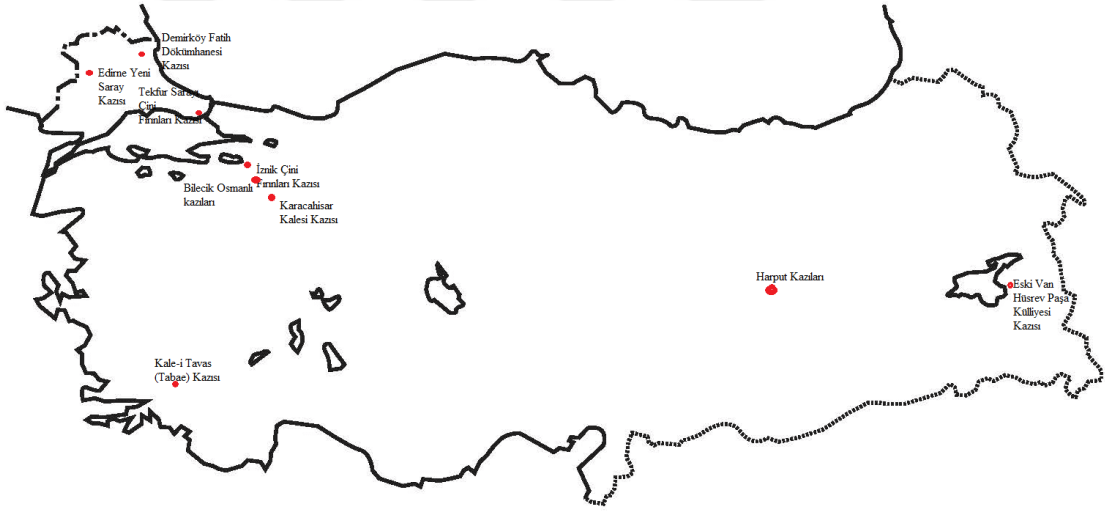 Demirköy Fatih
Dökümhanesi
Kazısı
Edirne Yeni
Saray
Kazısı
Tekfur Sarayı
Çini
Fırınları Kazısı
İznik Çini
Fırınları Kazısı
Bilecik Osmanlı
kazıları
Karacahisar
Kalesi Kazısı
Harput Kazıları
Eski Van
Hüsrev Paşa
Külliyesi
Kazısı
Kale-i Tavas
(Tabae) Kazısı